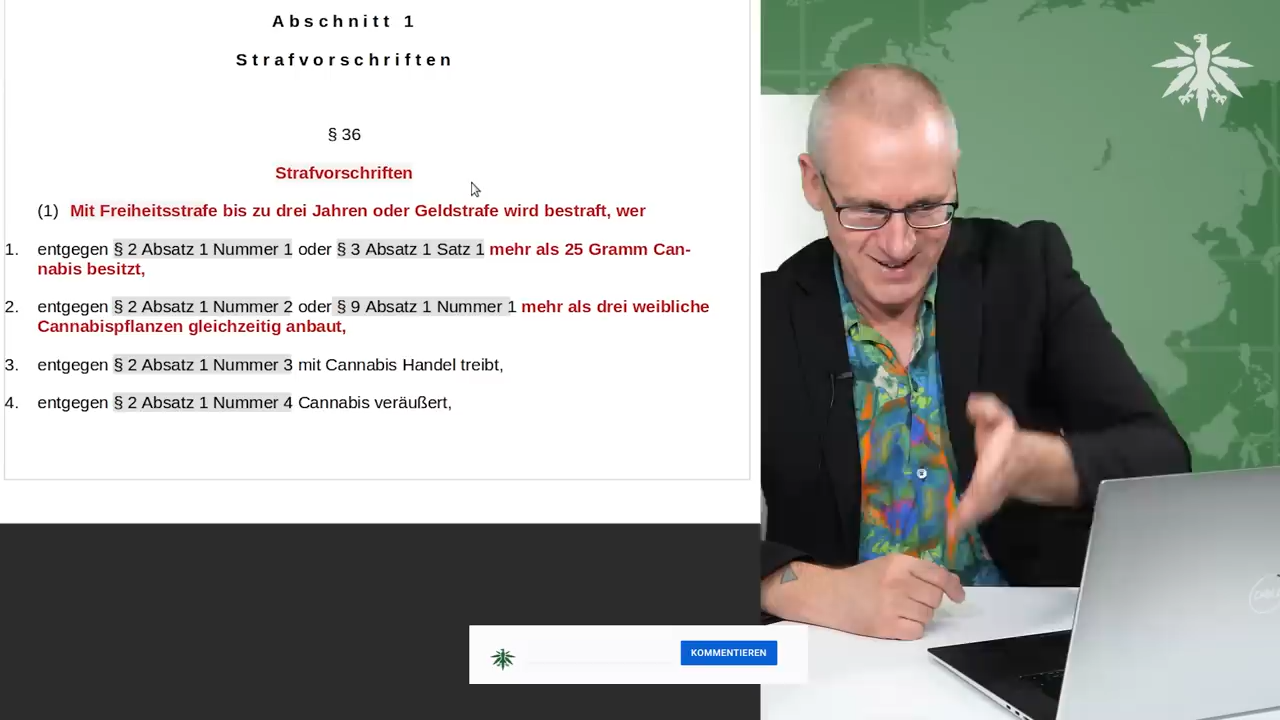 Abschnitt 1
Strafvorschriften
§ 36
Strafvorschriften
(1) Mit Freiheitsstrafe bis zu drei Jahren oder Geldstrafe wird bestraft, wer
1. entgegen § 2 Absatz 1 Nummer 1 oder § 3 Absatz 1 Satz 1 mehr als 25 Gramm Can-
nabis besitzt,
2. entgegen § 2 Absatz 1 Nummer 2 oder § 9 Absatz 1 Nummer 1 mehr als drei weibliche
Cannabispflanzen gleichzeitig anbaut,
3. entgegen § 2 Absatz 1 Nummer 3 mit Cannabis Handel treibt,
4. entgegen § 2 Absatz 1 Nummer 4 Cannabis veräußert,
KOMMENTIEREN
DELL